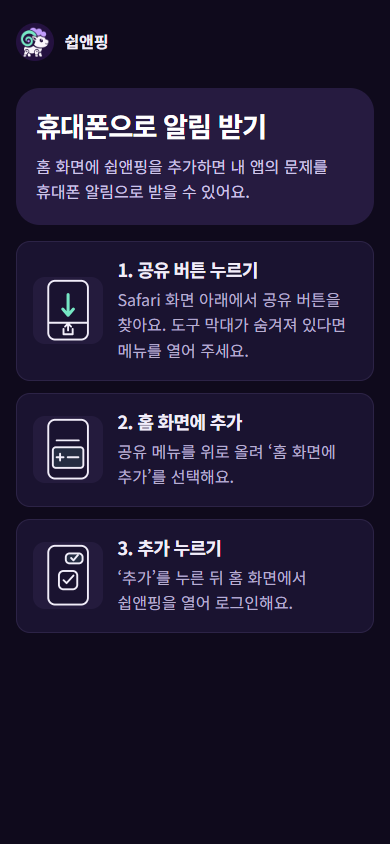 쉽앤핑
휴대폰으로 알림 받기
홈 화면에 쉽앤핑을 추가하면 내 앱의 문제를
휴대폰 알림으로 받을 수 있어요.
1. 공유 버튼 누르기
Safari 화면 아래에서 공유 버튼을
찾아요. 도구 막대가 숨겨져 있다면
메뉴를 열어 주세요.
2. 홈 화면에 추가
공유 메뉴를 위로 올려 ‘홈 화면에
추가’를 선택해요.
3. 추가 누르기
‘추가’를 누른 뒤 홈 화면에서
쉽앤핑을 열어 로그인해요.